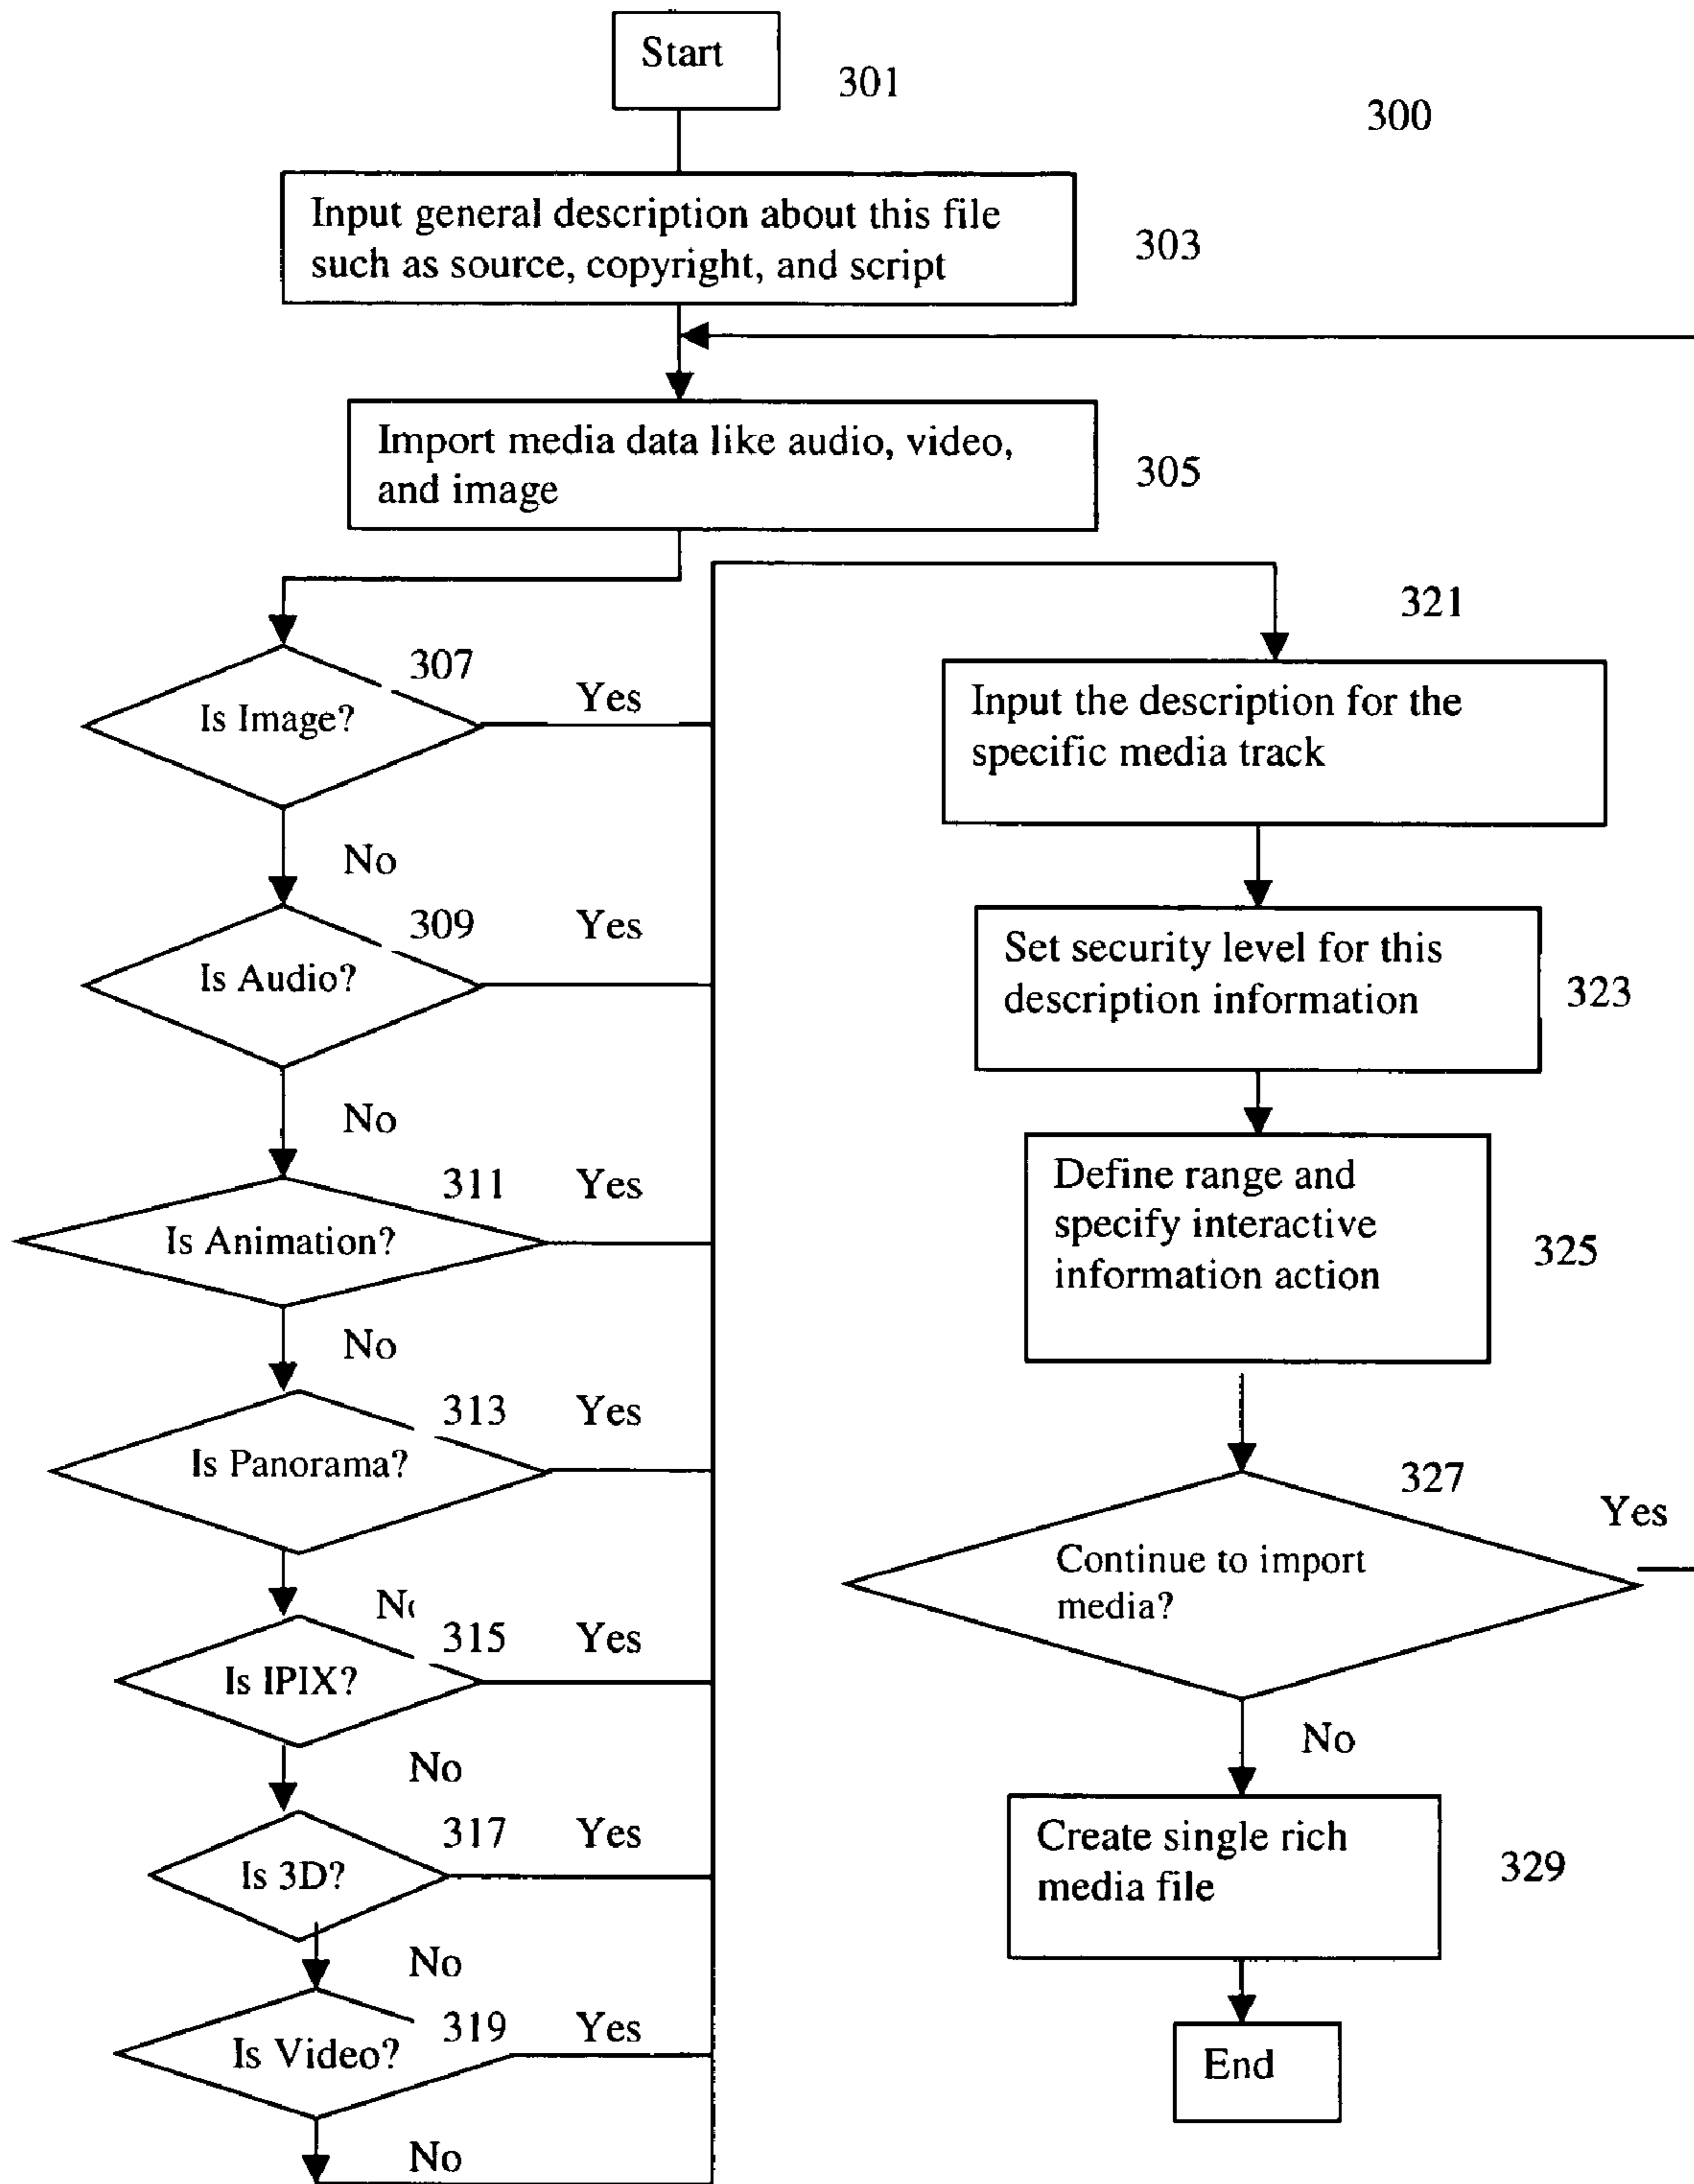 Start
301
300
Input general description about this file
such as source, copyright, and script
303
Import media data like audio, video,
and image
305
321
307
Is Image?
Yes
Input the description for the
specific media track
No
309
Yes
Is Audio?
Set security level for this
description information
323
No
311
Yes
Is Animation?
Define range and
specify interactive
information action
325
No
313
Yes
Is Panorama?
327
Yes
Continue to import
media?
315
Yes
Is IPIX?
No
No
317
Yes
Is 3D?
Create single rich
media file
329
No
319
Yes
Is Video?
End
No